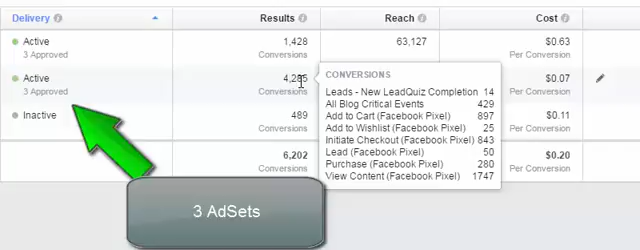 Delivery Results Reach Cost
Active 1,428 63,127 $0.63
3 Approved Conversions Per Conversion
Active 4,285 $0.07
3 Approved Conversions Per Conversion
Inactive 489 $0.11
Conversions Per Conversion
6,202 $0.20
Conversions Per Conversion
CONVERSIONS
Leads - New LeadQuiz Completion 14
All Blog Critical Events 429
Add to Cart (Facebook Pixel) 897
Add to Wishlist (Facebook Pixel) 25
Initiate Checkout (Facebook Pixel) 843
Lead (Facebook Pixel) 50
Purchase (Facebook Pixel) 280
View Content (Facebook Pixel) 1747
3 AdSets